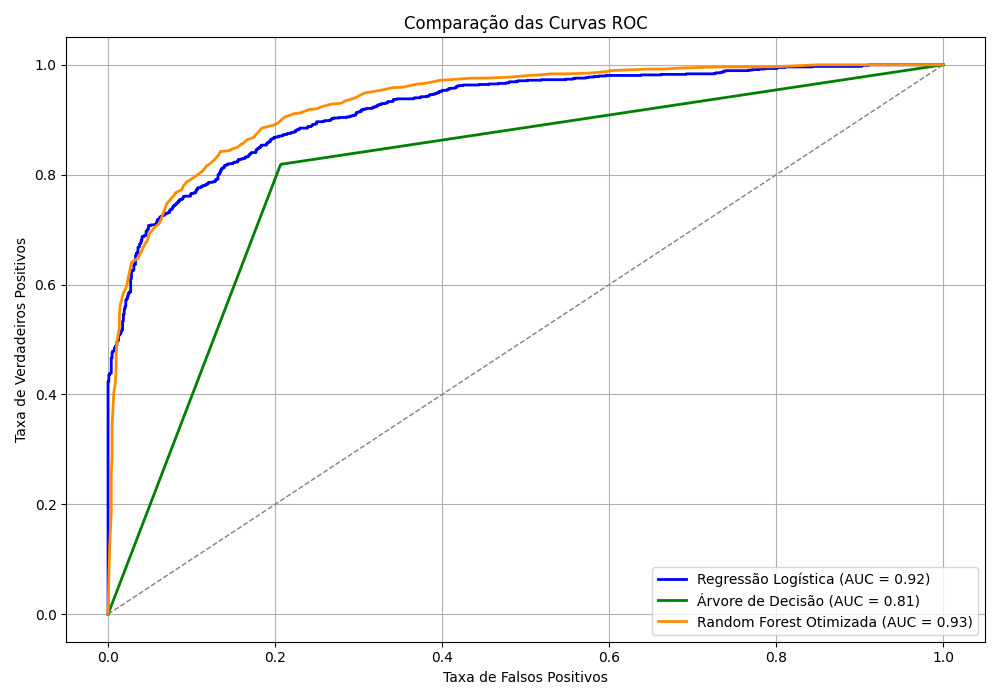 Comparação das Curvas ROC
Taxa de Verdadeiros Positivos
1.0
0.8
0.6
0.4
0.2
0.0
0.0 0.2 0.4 0.6 0.8 1.0
Taxa de Falsos Positivos
Regressão Logística (AUC = 0.92)
Árvore de Decisão (AUC = 0.81)
Random Forest Otimizada (AUC = 0.93)